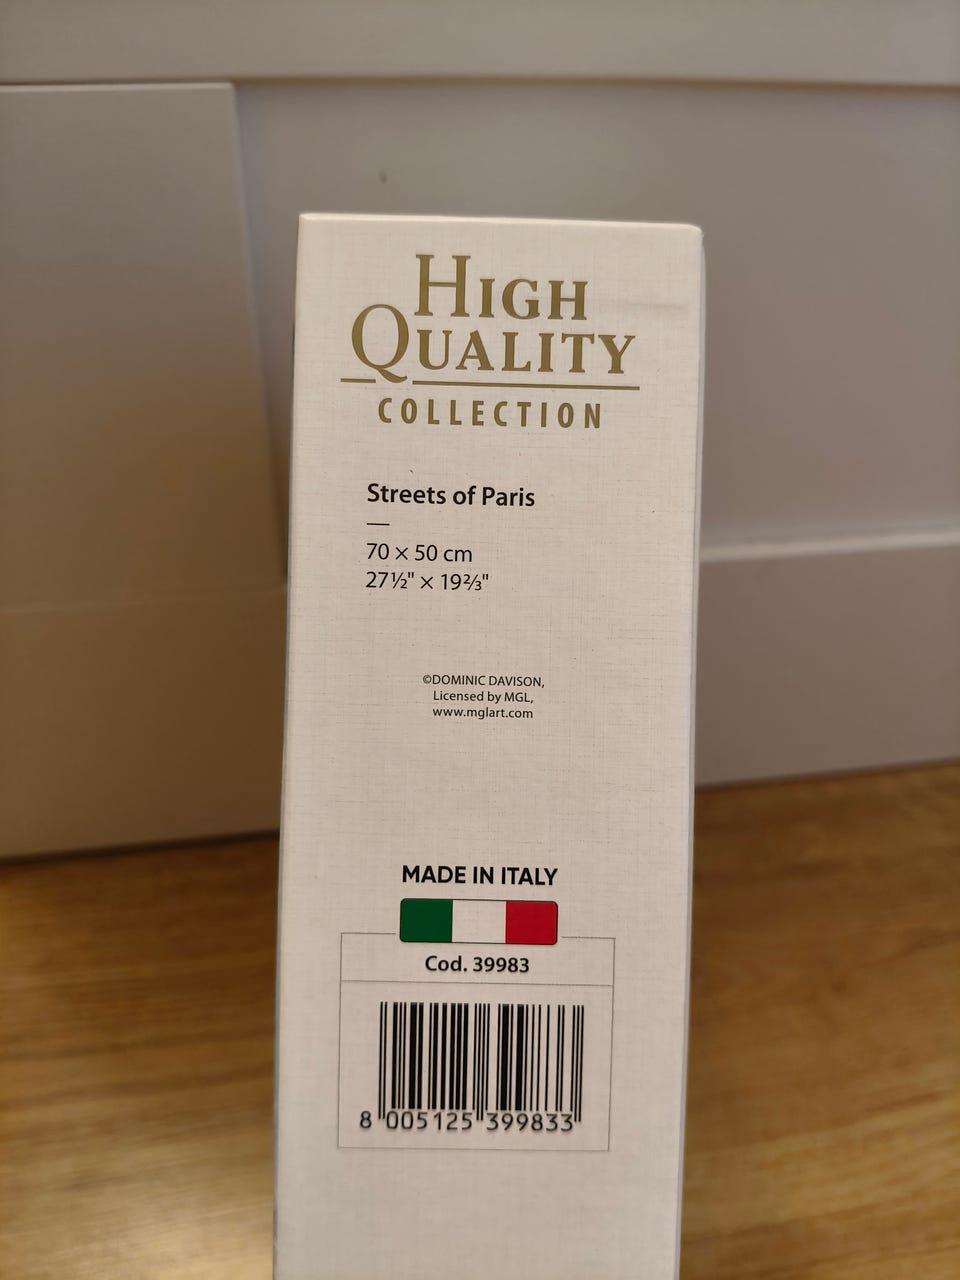 HIGH
QUALITY
COLLECTION
Streets of Paris
70 × 50 cm
27½" × 19⅔"
©DOMINIC DAVISON,
Licensed by MGL,
www.mglart.com
MADE IN ITALY
Cod. 39983
8 005125 399833